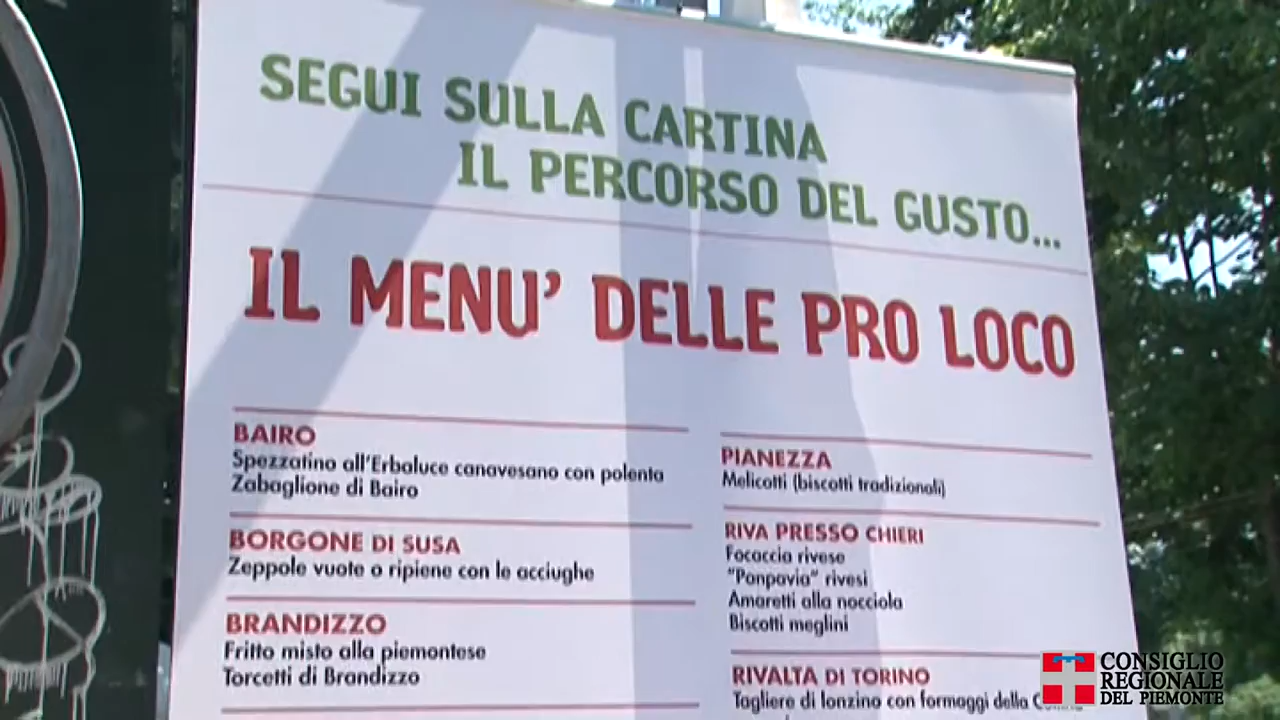 SEGUI SULLA CARTINA
IL PERCORSO DEL GUSTO...
IL MENU' DELLE PRO LOCO
BAIRO
Spezzatino all'Erbaluce canavesano con polenta
Zabaglione di Bairo
BORGONE DI SUSA
Zeppole vuote o ripiene con le acciughe
BRANDIZZO
Fritto misto alla piemontese
Torcetti di Brandizzo
PIANEZZA
Melicotti (biscotti tradizionali)
RIVA PRESSO CHIERI
Focaccia rivese
"Ponpavia" rivesi
Amaretti alla nocciola
Biscotti meglini
RIVALTA DI TORINO
Tagliere di lonzino con formaggi della
CONSIGLIO
REGIONALE
DEL PIEMONTE